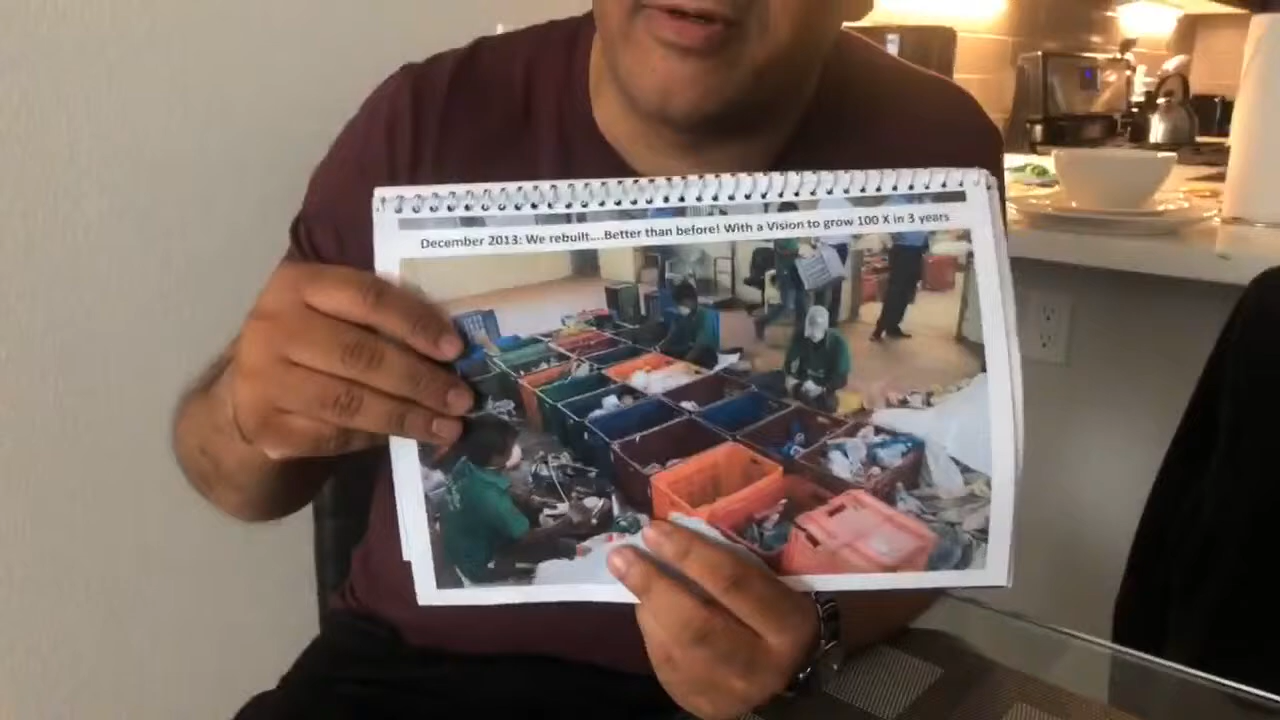 December 2013: We rebuilt....Better than before! With a Vision to grow 100 X in 3 years